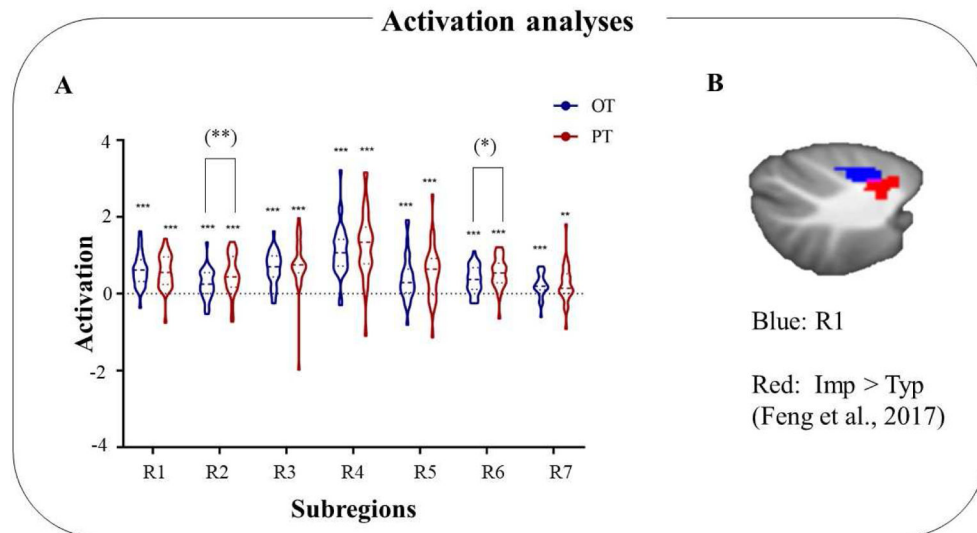 Activation analyses
A
B
OT
PT
Activation
4
2
0
-2
-4
(**)
(*)
*** *** *** *** *** *** *** *** *** *** *** *** *** **
R1 R2 R3 R4 R5 R6 R7
Subregions
Blue: R1
Red: Imp > Typ
(Feng et al., 2017)